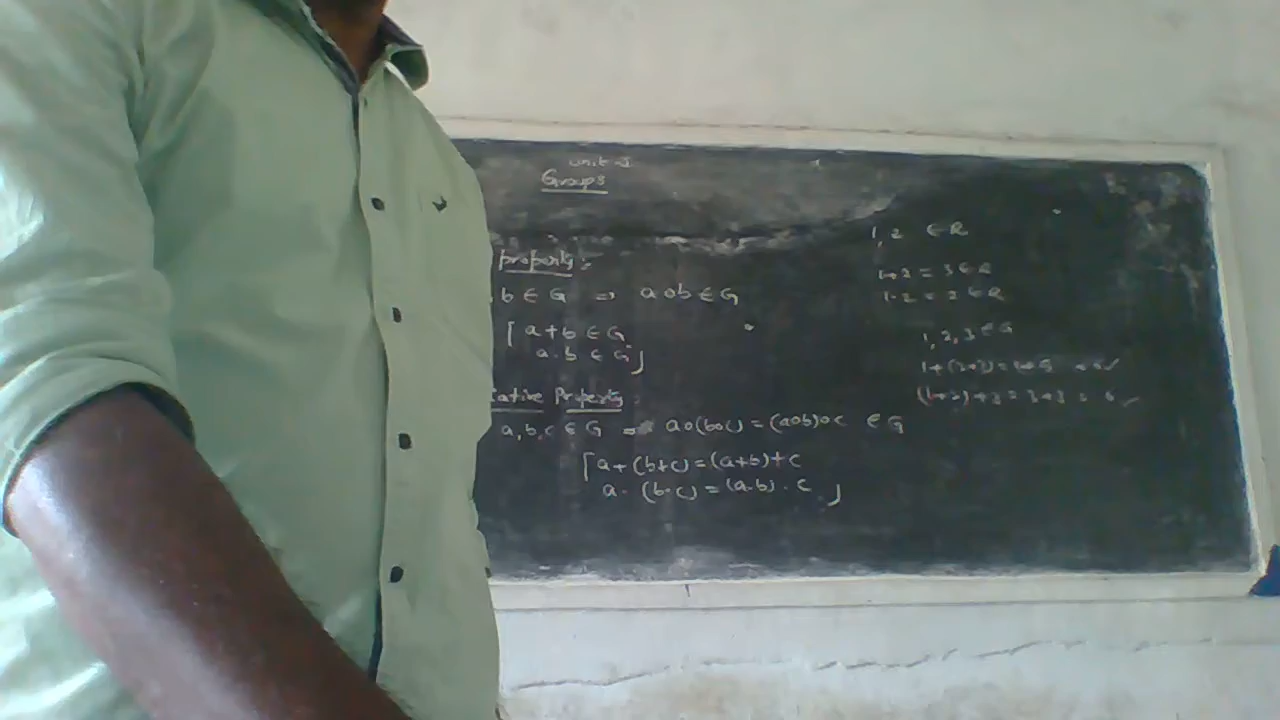 unit-I
Groups
property:-
b ∈ G ⇒ a o b ∈ G
[ a + b ∈ G
a . b ∈ G ]
ative Property:
a, b, c ∈ G ⇒ a o (b o c) = (a o b) o c ∈ G
[ a + (b + c) = (a + b) + c
a . (b . c) = (a . b) . c ]
1, 2 ∈ R
1+2 = 3 ∈ R
1.2 = 2 ∈ R
1, 2, 3 ∈ G
(1+2)+3 = 3+3 = 6 ✓